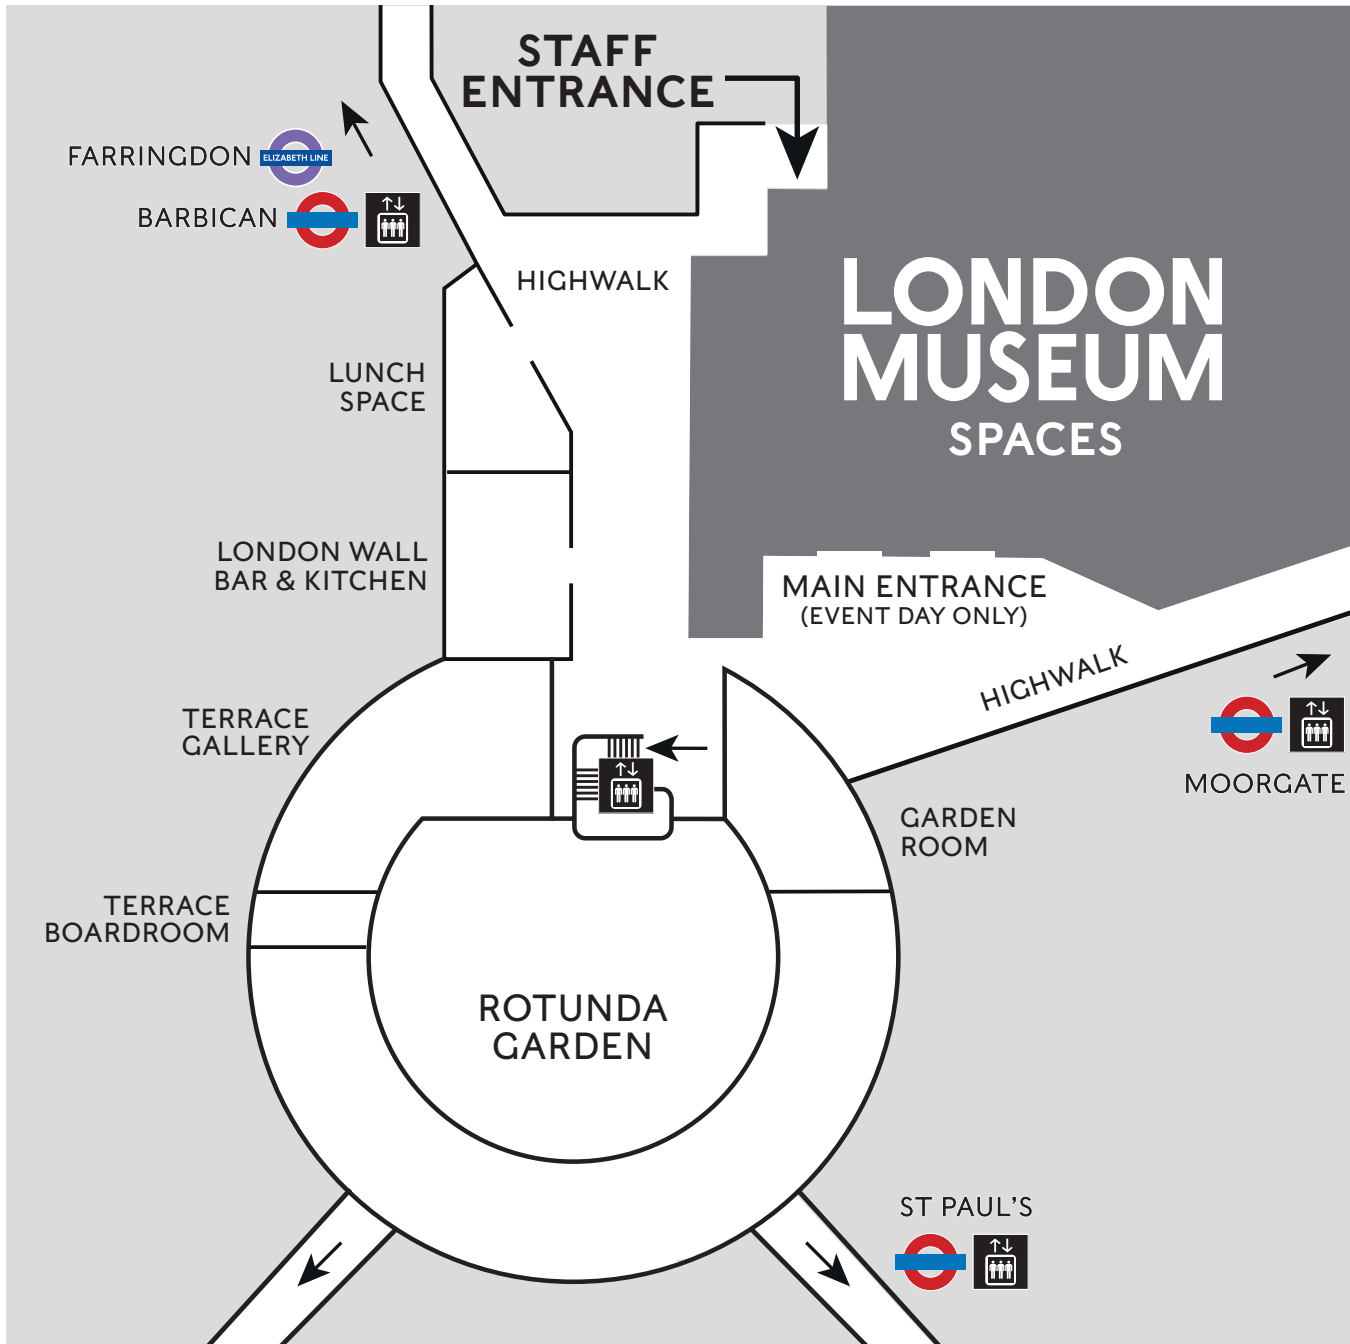 STAFF
ENTRANCE
FARRINGDON
ELIZABETH LINE
BARBICAN
HIGHWALK
LONDON
MUSEUM
SPACES
LUNCH
SPACE
LONDON WALL
BAR & KITCHEN
MAIN ENTRANCE
(EVENT DAY ONLY)
HIGHWALK
TERRACE
GALLERY
MOORGATE
GARDEN
ROOM
TERRACE
BOARDROOM
ROTUNDA
GARDEN
ST PAUL'S